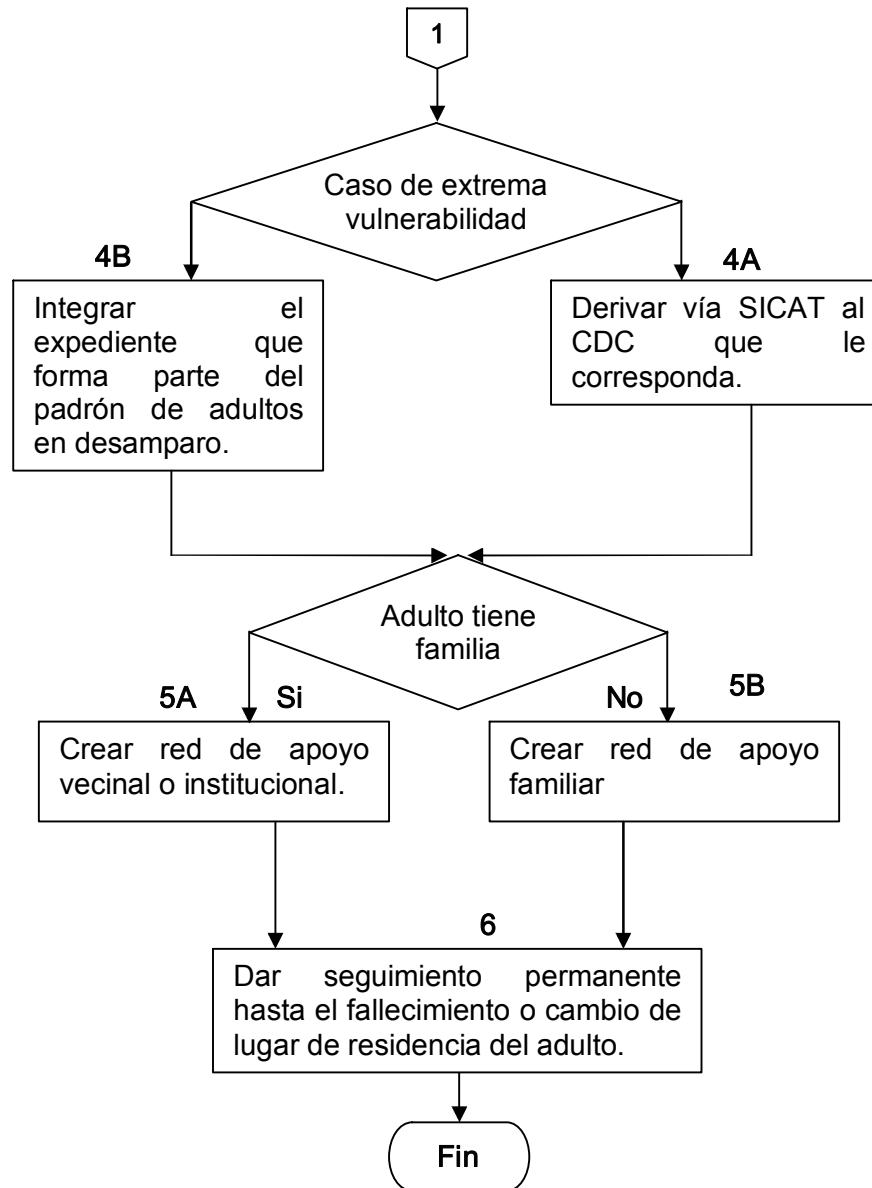 1
Caso de extrema
vulnerabilidad
4B
4A
Integrar el
expediente que
forma parte del
padrón de adultos
en desamparo.
Derivar vía SICAT al
CDC que le
corresponda.
Adulto tiene
familia
5A Si
No 5B
Crear red de apoyo
vecinal o institucional.
Crear red de apoyo
familiar
6
Dar seguimiento permanente
hasta el fallecimiento o cambio de
lugar de residencia del adulto.
Fin